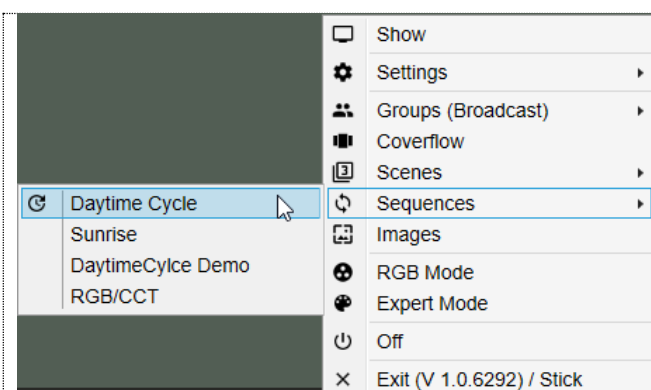 Show
Settings
Groups (Broadcast)
Coverflow
3 Scenes
Daytime Cycle
Sequences
Sunrise
Images
DaytimeCylce Demo
RGB Mode
RGB/CCT
Expert Mode
Off
Exit (V 1.0.6292) / Stick